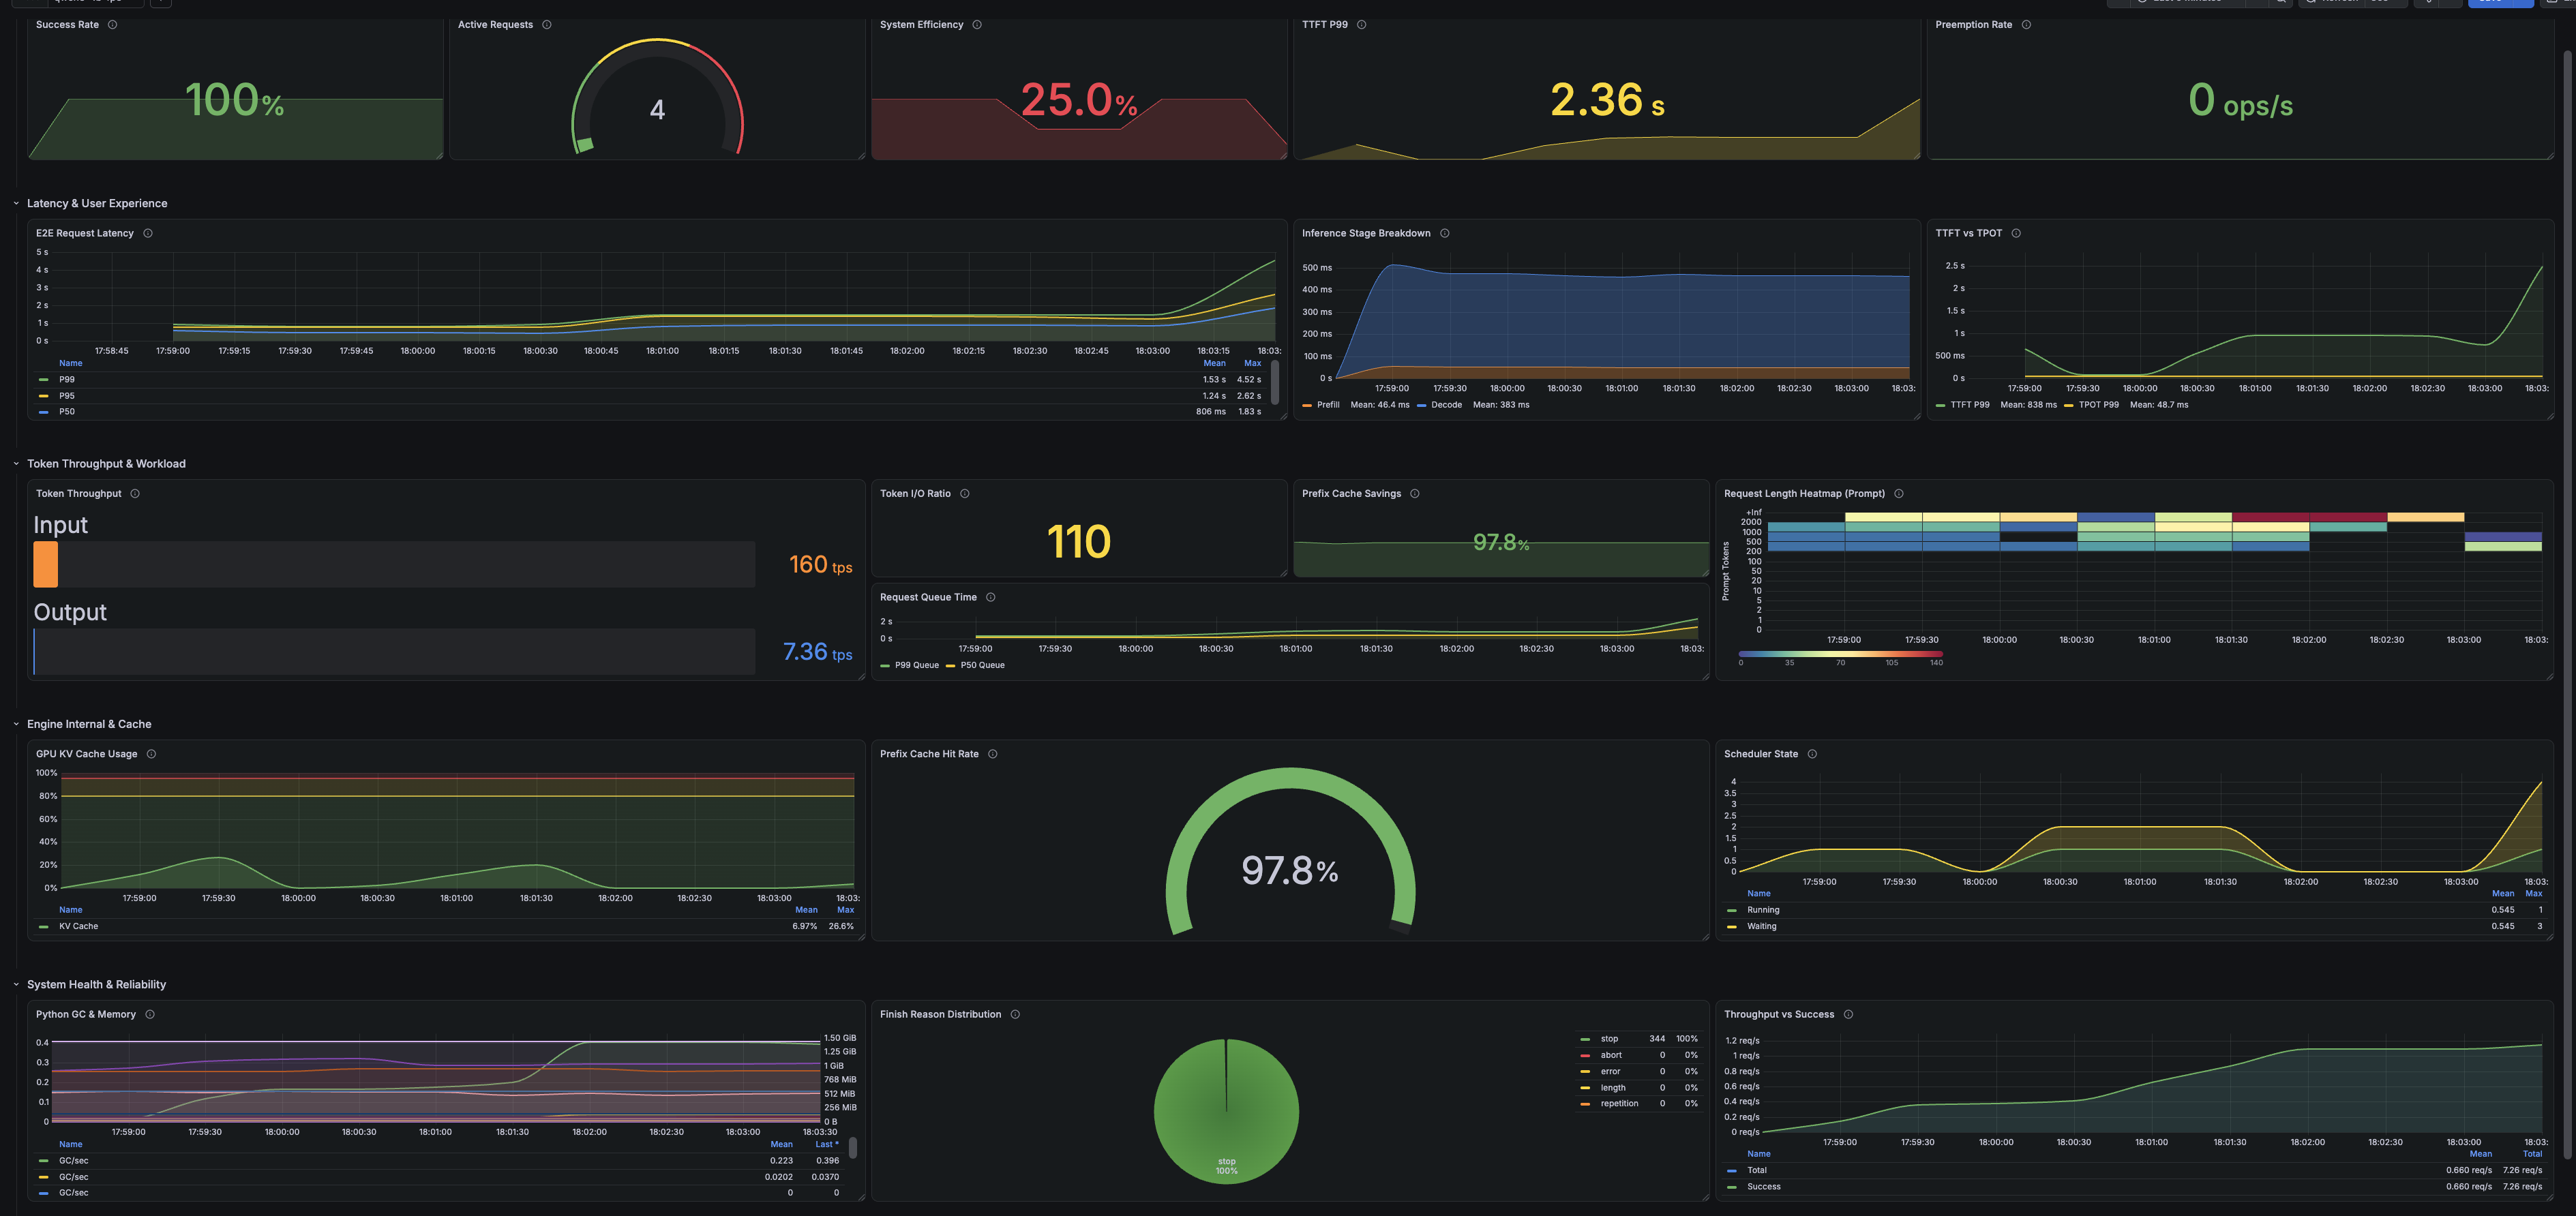 Success Rate
100%
Active Requests
4
System Efficiency
25.0%
TTFT P99
2.36 s
Preemption Rate
0 ops/s
Latency & User Experience
E2E Request Latency
5 s
4 s
3 s
2 s
1 s
0 s
17:58:45 17:59:00 17:59:15 17:59:30 17:59:45 18:00:00 18:00:15 18:00:30 18:00:45 18:01:00 18:01:15 18:01:30 18:01:45 18:02:00 18:02:15 18:02:30 18:02:45 18:03:00 18:03:15 18:03:
Name Mean Max
P99 1.53 s 4.52 s
P95 1.24 s 2.62 s
P50 806 ms 1.83 s
Inference Stage Breakdown
500 ms
400 ms
300 ms
200 ms
100 ms
0 s
17:59:00 17:59:30 18:00:00 18:00:30 18:01:00 18:01:30 18:02:00 18:02:30 18:03:00 18:03:
Prefill Mean: 46.4 ms Decode Mean: 383 ms
TTFT vs TPOT
2.5 s
2 s
1.5 s
1 s
500 ms
0 s
17:59:00 17:59:30 18:00:00 18:00:30 18:01:00 18:01:30 18:02:00 18:02:30 18:03:00 18:03:
TTFT P99 Mean: 838 ms TPOT P99 Mean: 48.7 ms
Token Throughput & Workload
Token Throughput
Input
160 tps
Output
7.36 tps
Token I/O Ratio
110
Prefix Cache Savings
97.8%
Request Queue Time
2 s
0 s
17:59:00 17:59:30 18:00:00 18:00:30 18:01:00 18:01:30 18:02:00 18:02:30 18:03:00 18:03:
P99 Queue P50 Queue
Request Length Heatmap (Prompt)
Prompt Tokens
+Inf
2000
1000
500
200
100
50
20
10
5
2
1
0
17:59:00 17:59:30 18:00:00 18:00:30 18:01:00 18:01:30 18:02:00 18:02:30 18:03:00 18:03:
0 35 70 105 140
Engine Internal & Cache
GPU KV Cache Usage
100%
80%
60%
40%
20%
0%
17:59:00 17:59:30 18:00:00 18:00:30 18:01:00 18:01:30 18:02:00 18:02:30 18:03:00 18:03:
Name Mean Max
KV Cache 6.97% 26.6%
Prefix Cache Hit Rate
97.8%
Scheduler State
4
3.5
3
2.5
2
1.5
1
0.5
0
17:59:00 17:59:30 18:00:00 18:00:30 18:01:00 18:01:30 18:02:00 18:02:30 18:03:00 18:03:
Name Mean Max
Running 0.545 1
Waiting 0.545 3
System Health & Reliability
Python GC & Memory
0.4
0.3
0.2
0.1
0
1.50 GiB
1.25 GiB
1 GiB
768 MiB
512 MiB
256 MiB
0 B
17:59:00 17:59:30 18:00:00 18:00:30 18:01:00 18:01:30 18:02:00 18:02:30 18:03:00 18:03:30
Name Mean Last *
GC/sec 0.223 0.396
GC/sec 0.0202 0.0370
GC/sec 0 0
Finish Reason Distribution
stop
100%
stop 344 100%
abort 0 0%
error 0 0%
length 0 0%
repetition 0 0%
Throughput vs Success
1.2 req/s
1 req/s
0.8 req/s
0.6 req/s
0.4 req/s
0.2 req/s
0 req/s
17:59:00 17:59:30 18:00:00 18:00:30 18:01:00 18:01:30 18:02:00 18:02:30 18:03:00 18:03:
Name Mean Total
Total 0.660 req/s 7.26 req/s
Success 0.660 req/s 7.26 req/s